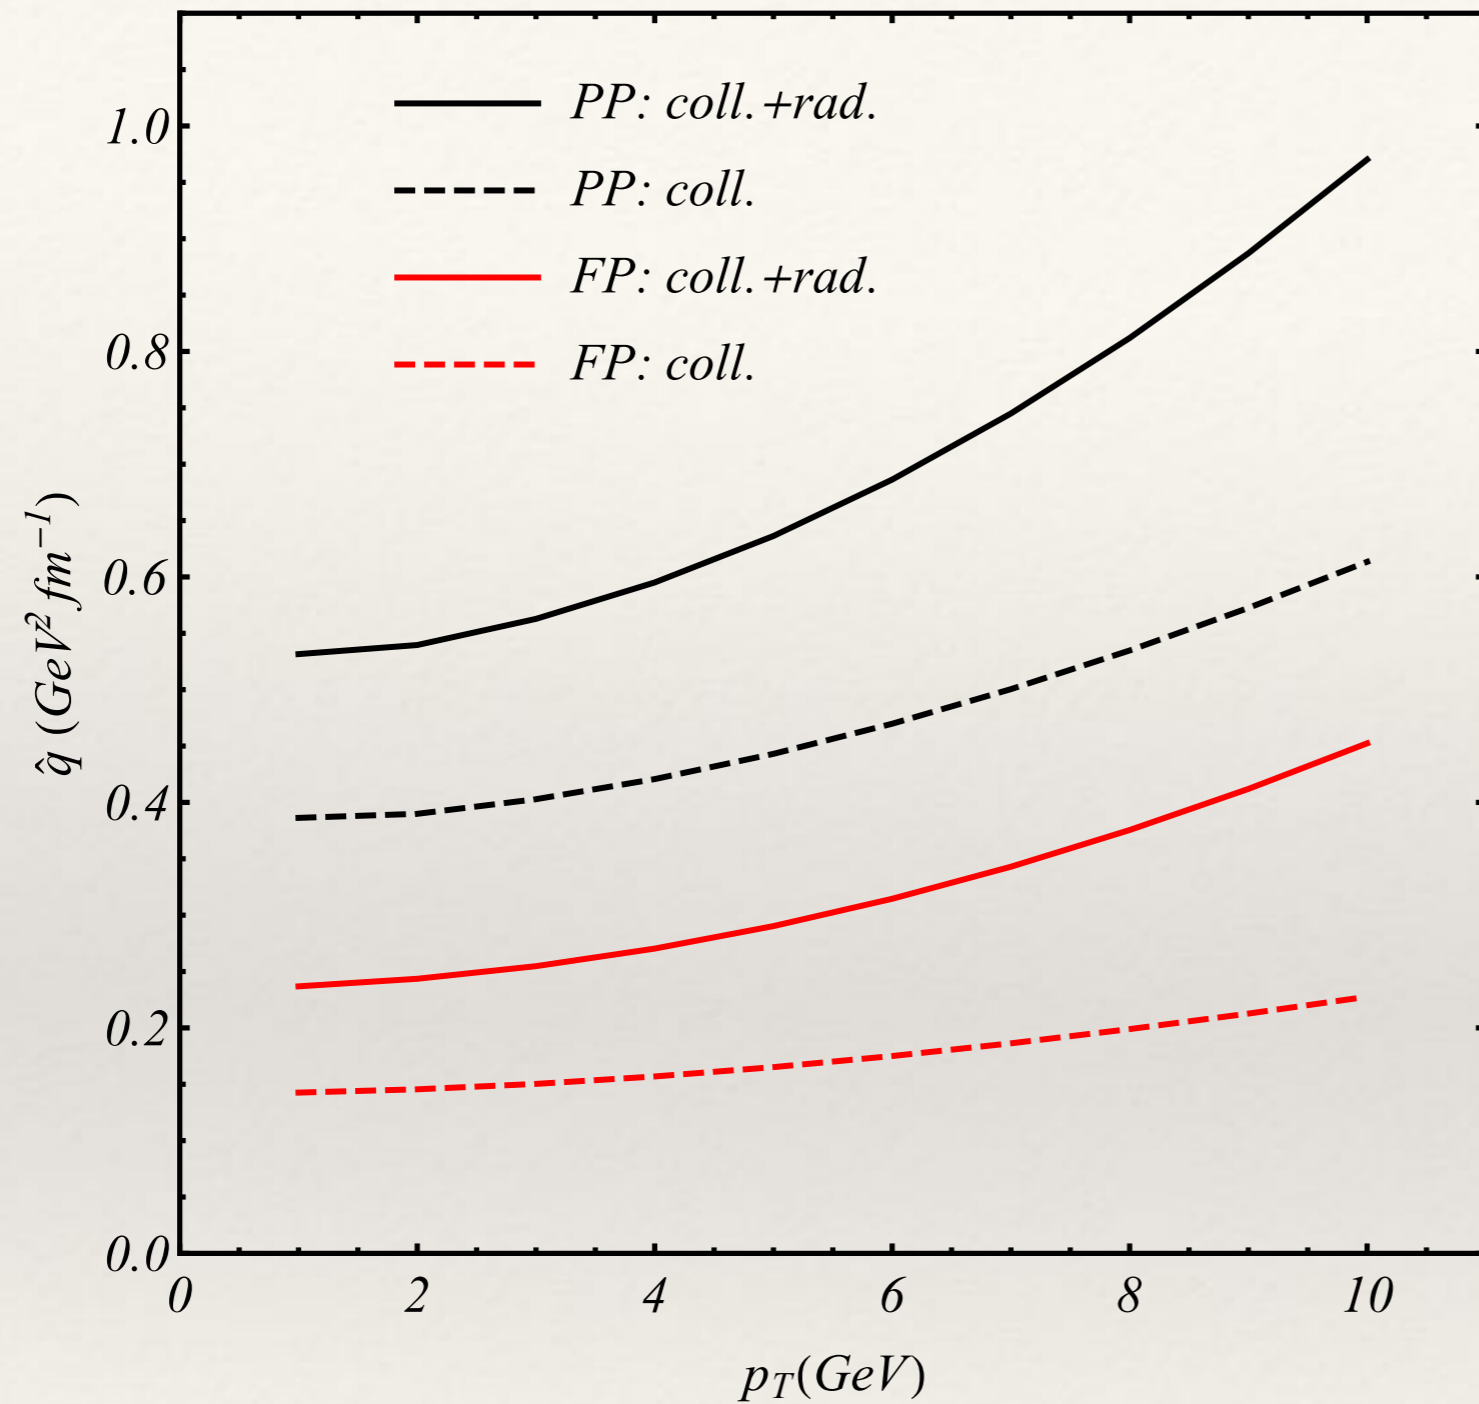 PP: coll.+rad.
PP: coll.
FP: coll.+rad.
FP: coll.
1.0
0.8
0.6
0.4
0.2
0.0
q̂ (GeV² fm⁻¹)
0 2 4 6 8 10
p_T(GeV)